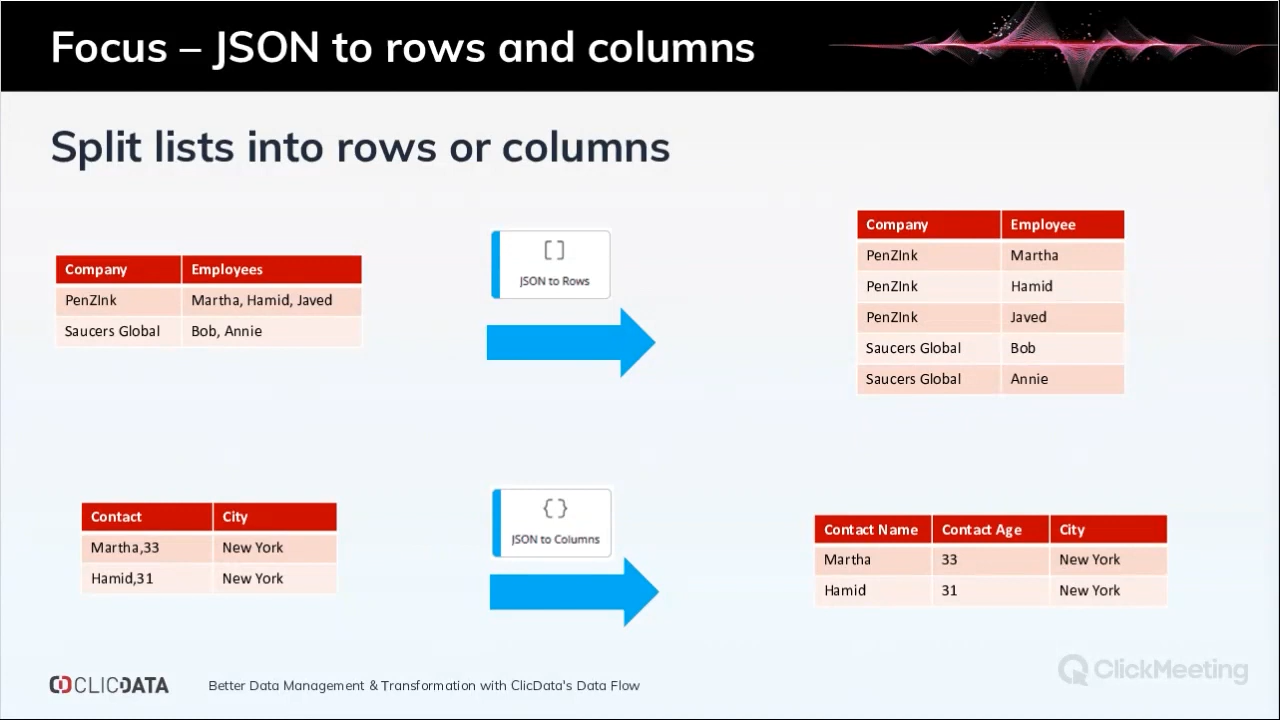 Focus – JSON to rows and columns
Split lists into rows or columns
Company Employees
PenZInk Martha, Hamid, Javed
Saucers Global Bob, Annie
[]
JSON to Rows
Company Employee
PenZInk Martha
PenZInk Hamid
PenZInk Javed
Saucers Global Bob
Saucers Global Annie
Contact City
Martha,33 New York
Hamid,31 New York
{}
JSON to Columns
Contact Name Contact Age City
Martha 33 New York
Hamid 31 New York
CLICDATA
Better Data Management & Transformation with ClicData's Data Flow
ClickMeeting